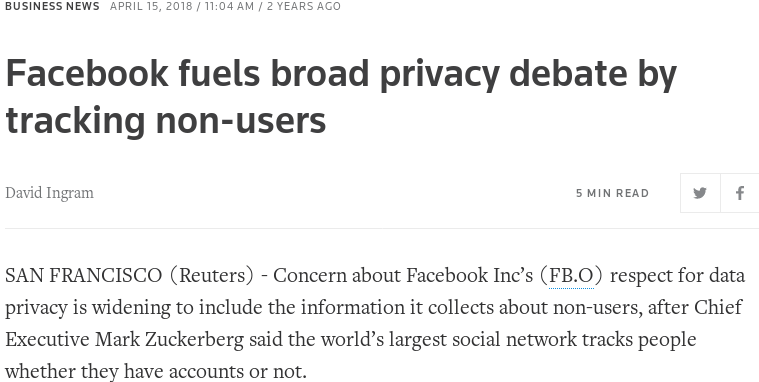 BUSINESS NEWS APRIL 15, 2018 / 11:04 AM / 2 YEARS AGO
Facebook fuels broad privacy debate by
tracking non-users
David Ingram 5 MIN READ
SAN FRANCISCO (Reuters) - Concern about Facebook Inc’s (FB.O) respect for data
privacy is widening to include the information it collects about non-users, after Chief
Executive Mark Zuckerberg said the world’s largest social network tracks people
whether they have accounts or not.